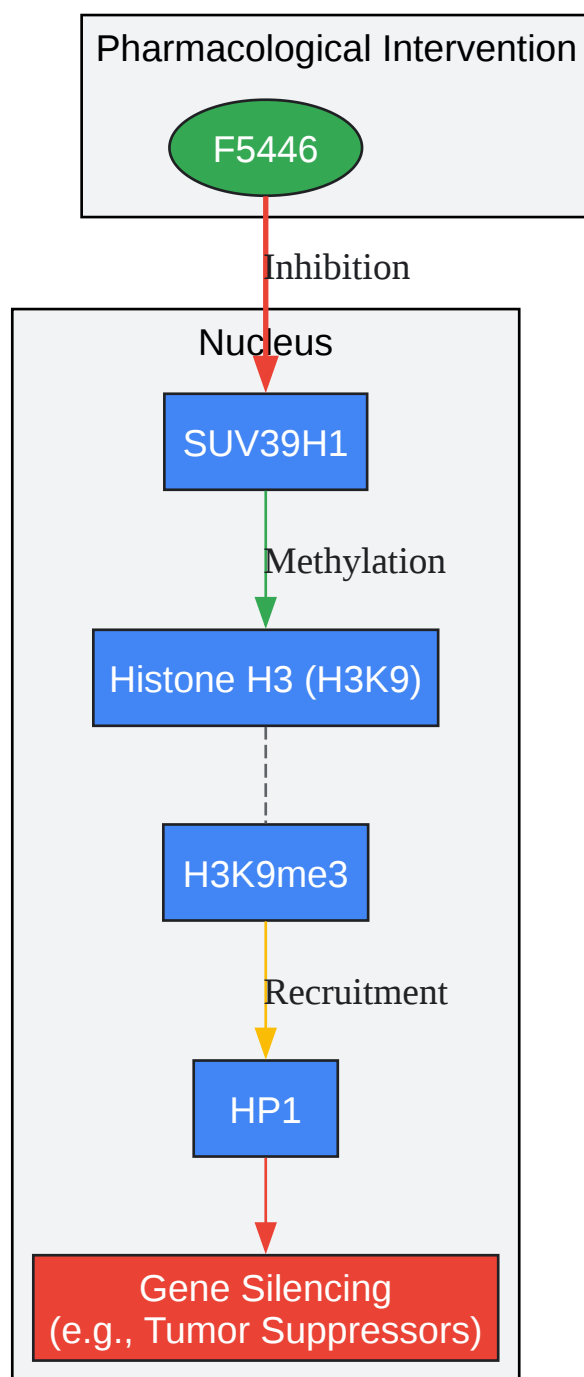 Pharmacological Intervention
F5446
Inhibition
Nucleus
SUV39H1
Methylation
Histone H3 (H3K9)
H3K9me3
Recruitment
HP1
Gene Silencing
(e.g., Tumor Suppressors)